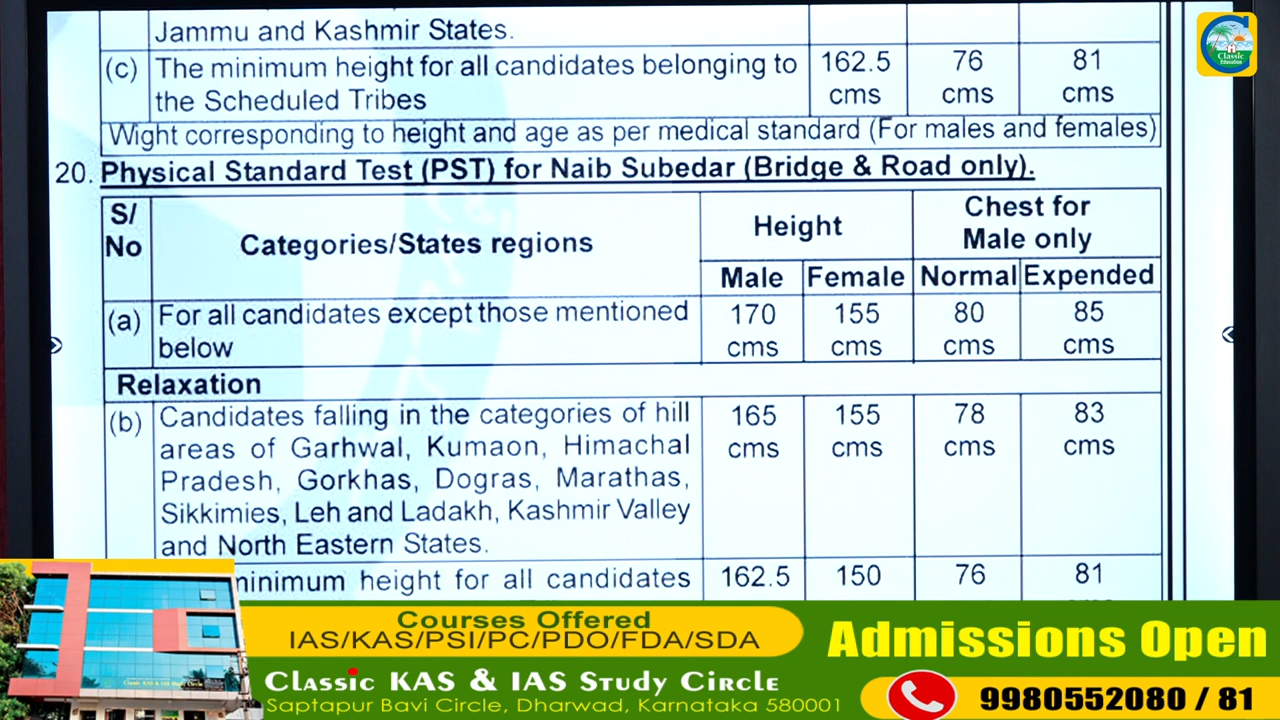 Jammu and Kashmir States.
(c) The minimum height for all candidates belonging to the Scheduled Tribes 162.5 cms 76 cms 81 cms
Wight corresponding to height and age as per medical standard (For males and females)
20. Physical Standard Test (PST) for Naib Subedar (Bridge & Road only).
S/No Categories/States regions Height Chest for Male only
Male Female Normal Expended
(a) For all candidates except those mentioned below 170 cms 155 cms 80 cms 85 cms
Relaxation
(b) Candidates falling in the categories of hill 165 cms 155 cms 78 cms 83 cms
areas of Garhwal, Kumaon, Himachal
Pradesh, Gorkhas, Dogras, Marathas,
Sikkimies, Leh and Ladakh, Kashmir Valley
and North Eastern States.
minimum height for all candidates 162.5 150 76 81
Classic
Education
Courses Offered
IAS/KAS/PSI/PC/PDO/FDA/SDA
Admissions Open
Classic KAS & IAS Study Circle
Saptapur Bavi Circle, Dharwad, Karnataka 580001
9980552080 / 81